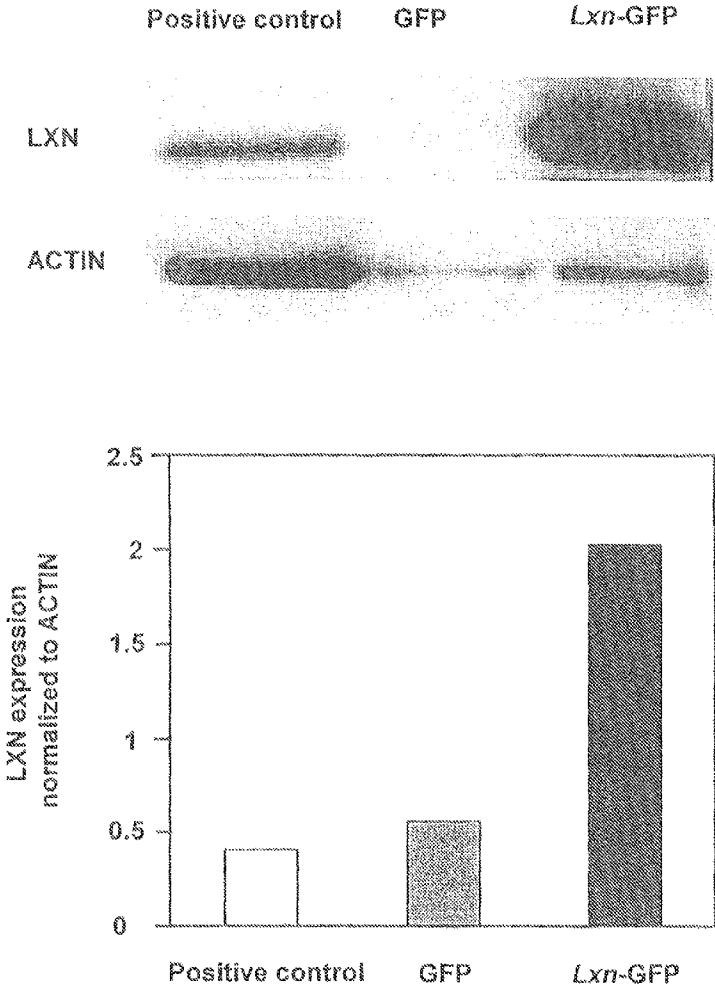 Positive control GFP Lxn-GFP
LXN
ACTIN
2.5
2
1.5
1
0.5
0
LXN expression
normalized to ACTIN
Positive control GFP Lxn-GFP